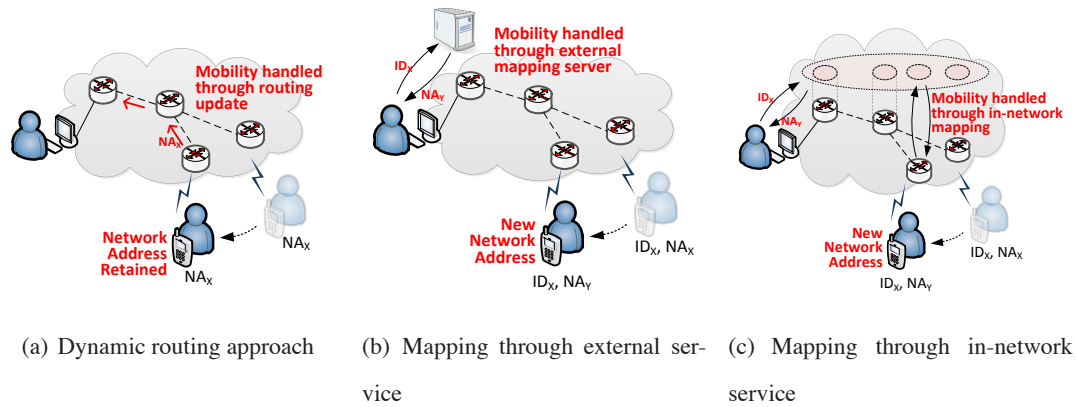 Mobility handled
through routing
update
NAX
Network
Address
Retained
NAX
NAX
(a) Dynamic routing approach
Mobility handled
through external
mapping server
IDX
NAY
New
Network
Address
IDX, NAY
IDX, NAX
(b) Mapping through external ser-
vice
IDX
NAY
Mobility handled
through in-network
mapping
New
Network
Address
IDX, NAY
IDX, NAX
(c) Mapping through in-network
service